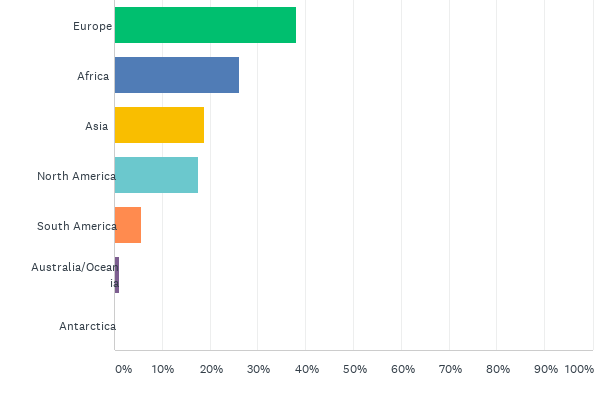 Europe
Africa
Asia
North America
South America
Australia/Ocean
ia
Antarctica
0% 10% 20% 30% 40% 50% 60% 70% 80% 90% 100%